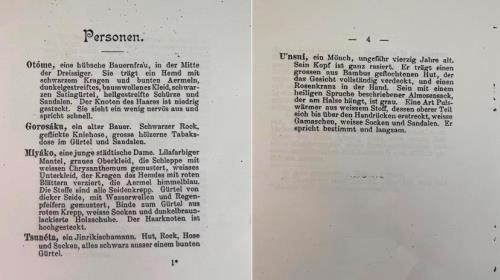 Personen.
Otóme, eine hübsche Bauernfrau, in der Mitte
der Dreissiger. Sie trägt ein Hemd mit
schwarzem Kragen und bunten Aermeln,
dunkelgestreiftes, baumwollenes Kleid, schwar-
zen Satingürtel, hellgestreifte Schürze und
Sandalen. Der Knoten des Haares ist niedrig
gesteckt. Sie sieht ein wenig nervös aus und
spricht schnell.
Gorosáku, ein alter Bauer. Schwarzer Rock,
geflickte Kniehose, grosse hölzerne Tabaks-
dose im Gürtel und Sandalen.
Miyáko, eine junge städtische Dame. Lilafarbiger
Mantel, graues Oberkleid, die Schleppe mit
weissen Chrysanthemum gemustert, weisses
Unterkleid, der Kragen des Hemdes mit roten
Blättern verziert, die Aermel himmelblau.
Die Stoffe sind alle Seidenkrepp. Gürtel von
dicker Seide, mit Wasserwellen und Regen-
pfeifern gemustert, Binde zum Gürtel aus
rotem Krepp, weisse Socken und dunkelbraun-
lackierte Holzschuhe. Der Haarknoten ist
hochgesteckt.
Tsunéta, ein Jinrikischamann. Hut, Rock, Hose
und Socken, alles schwarz ausser einem bunten
Gürtel.
1*
— 4 —
Unsui, ein Mönch, ungefähr vierzig Jahre alt.
Sein Kopf ist ganz rasiert. Er trägt einen
grossen aus Bambus geflochtenen Hut, der
das Gesicht vollständig verdeckt, und einen
Rosenkranz in der Hand. Sein mit einem
heiligen Spruche beschriebener Almosensack,
der am Halse hängt, ist grau. Eine Art Puls-
wärmer aus weissem Stoff, dessen oberer Teil
sich bis über den Handrücken erstreckt, weisse
Gamaschen, weisse Socken und Sandalen. Er
spricht bestimmt und langsam.